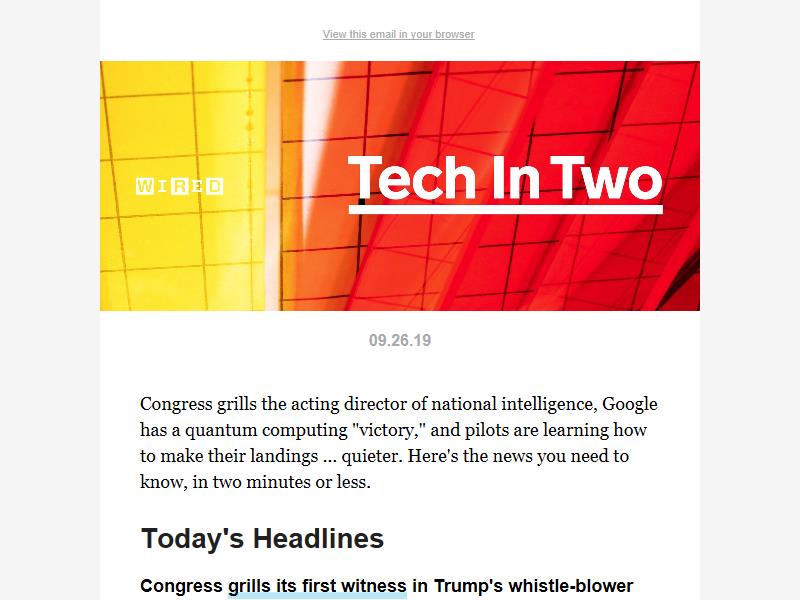 View this email in your browser
WIRED
Tech In Two
09.26.19
Congress grills the acting director of national intelligence, Google
has a quantum computing "victory," and pilots are learning how
to make their landings ... quieter. Here's the news you need to
know, in two minutes or less.
Today's Headlines
Congress grills its first witness in Trump's whistle-blower